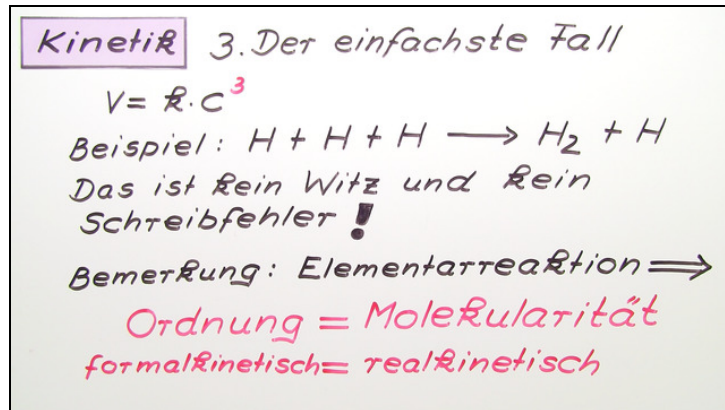 Kinetik 3. Der einfachste Fall
V = k · c³
Beispiel: H + H + H ⟶ H₂ + H
Das ist kein Witz und kein
Schreibfehler!
Bemerkung: Elementarreaktion ⟹
Ordnung = Molekularität
formalkinetisch = realkinetisch